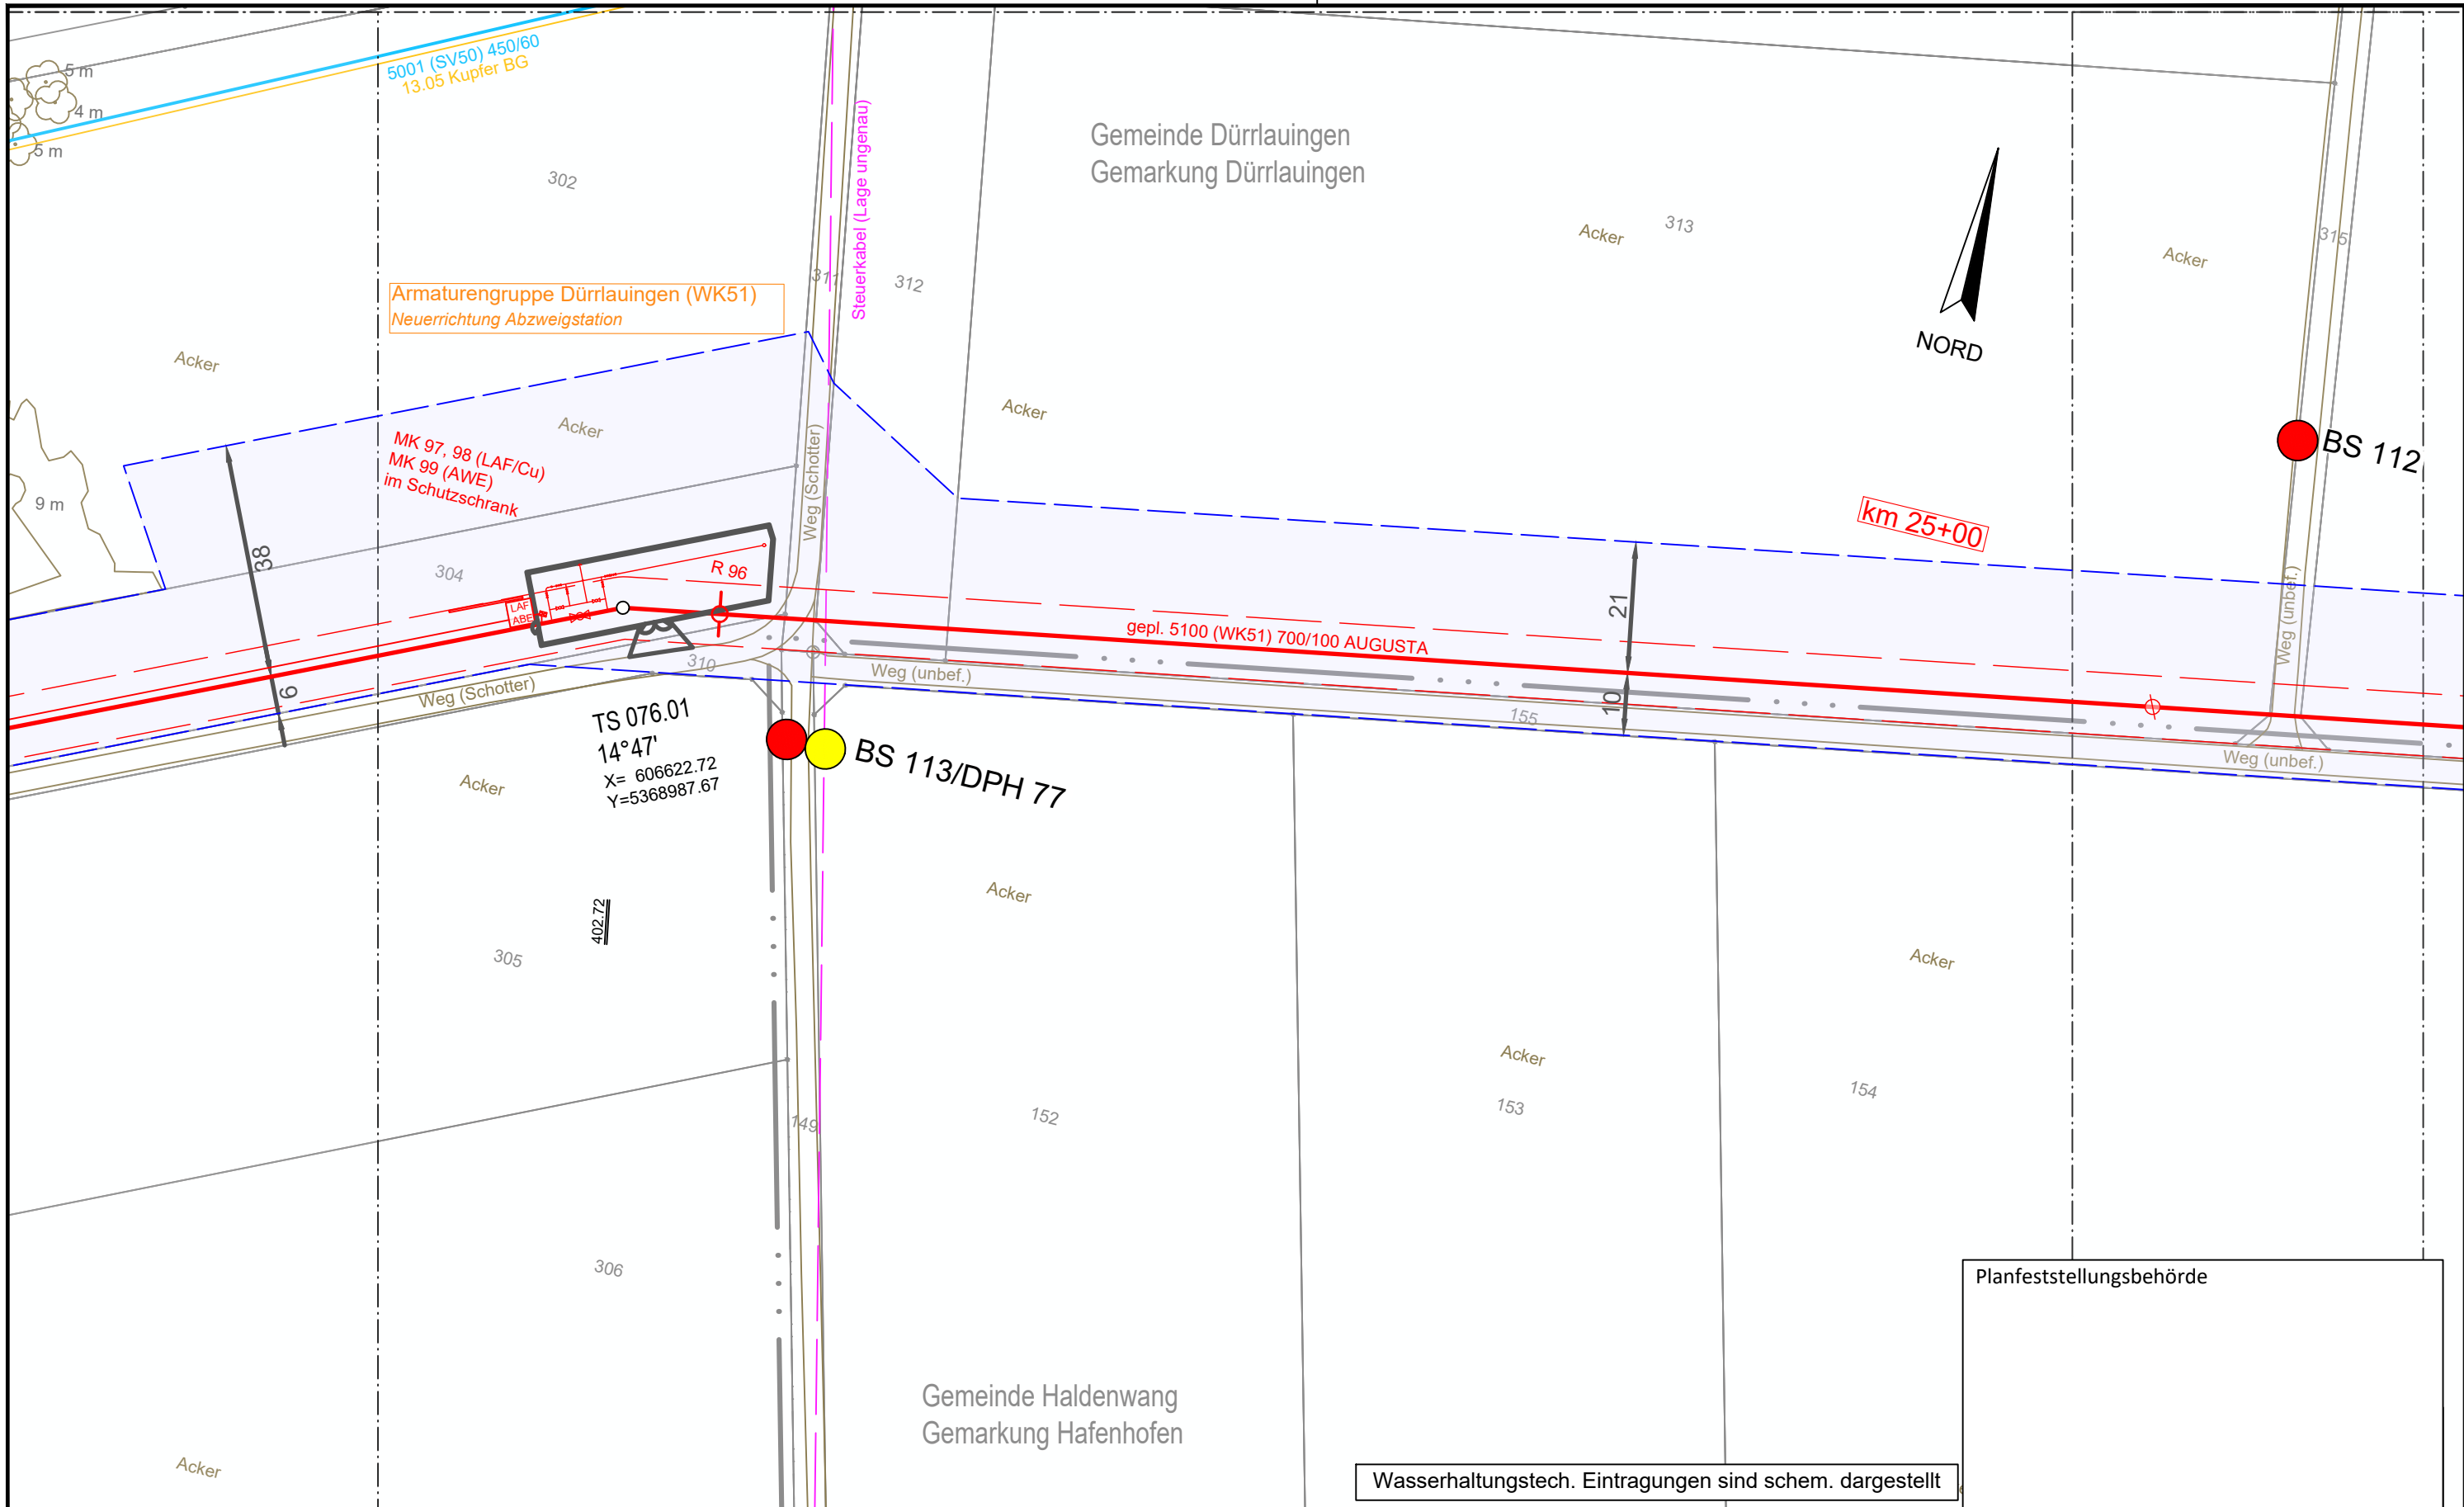 5001 (SV50) 450/60
13.05 Kupfer BG
5 m
4 m
5 m
302
Steuerkabel (Lage ungenau)
Gemeinde Dürrlauingen
Gemarkung Dürrlauingen
Acker
313
Acker
315
311
312
NORD
Armaturengruppe Dürrlauingen (WK51)
Neuerrichtung Abzweigstation
Acker
Acker
Acker
MK 97, 98 (LAF/Cu)
MK 99 (AWE)
im Schutzschrank
Weg (Schotter)
BS 112
km 25+00
9 m
38
304
R 96
LAF
ABE
21
gepl. 5100 (WK51) 700/100 AUGUSTA
Weg (unbef.)
6
310
Weg (Schotter)
Weg (unbef.)
10
155
Weg (unbef.)
TS 076.01
14°47'
X= 606622.72
Y=5368987.67
BS 113/DPH 77
Acker
Acker
402.72
305
Acker
Acker
149
152
153
154
306
Planfeststellungsbehörde
Gemeinde Haldenwang
Gemarkung Hafenhofen
Acker
Wasserhaltungstech. Eintragungen sind schem. dargestellt